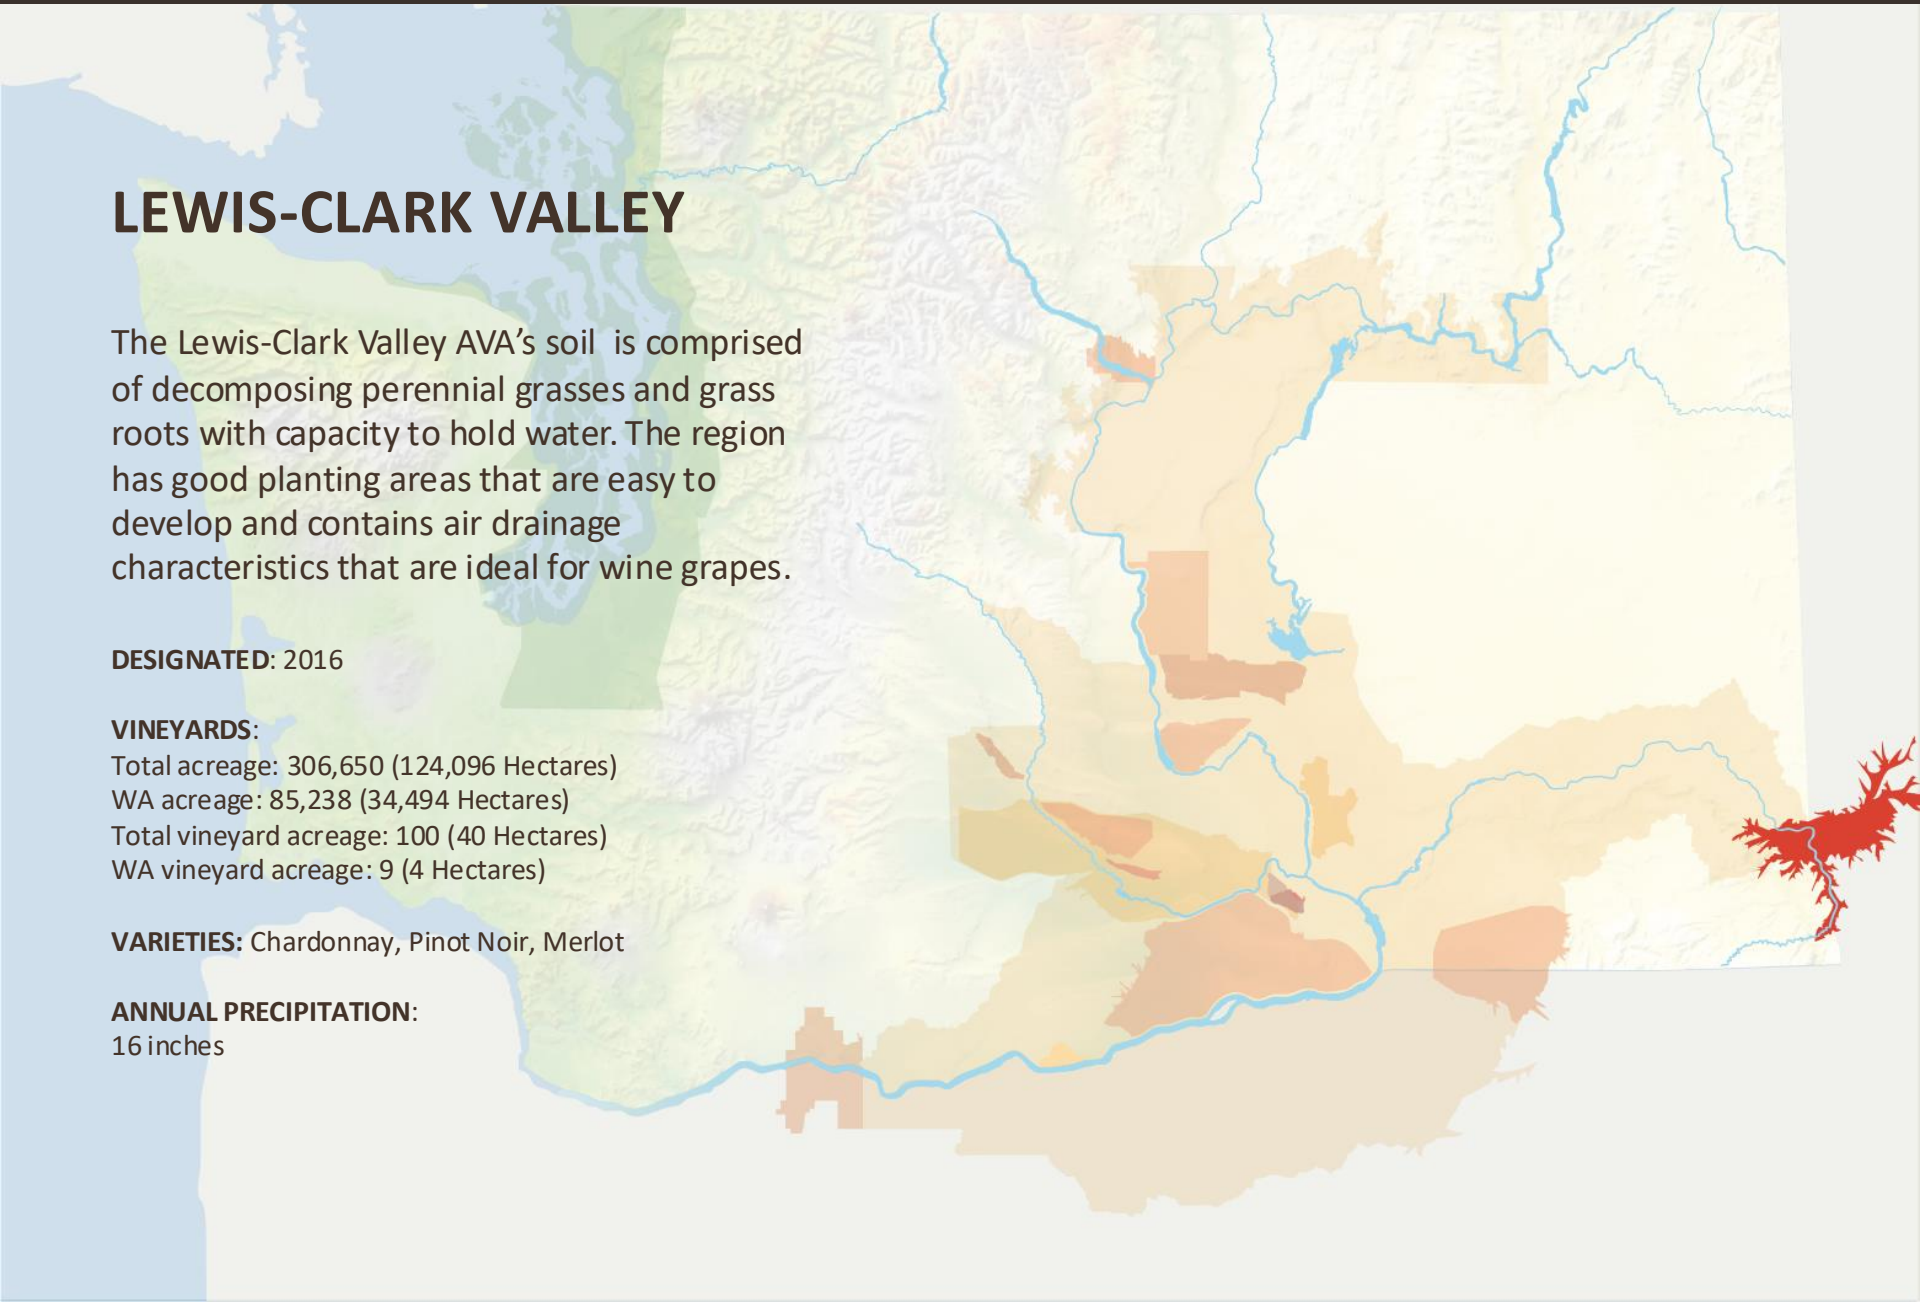 LEWIS-CLARK VALLEY
The Lewis-Clark Valley AVA’s soil is comprised
of decomposing perennial grasses and grass
roots with capacity to hold water. The region
has good planting areas that are easy to
develop and contains air drainage
characteristics that are ideal for wine grapes.
DESIGNATED: 2016
VINEYARDS:
Total acreage: 306,650 (124,096 Hectares)
WA acreage: 85,238 (34,494 Hectares)
Total vineyard acreage: 100 (40 Hectares)
WA vineyard acreage: 9 (4 Hectares)
VARIETIES: Chardonnay, Pinot Noir, Merlot
ANNUAL PRECIPITATION:
16 inches